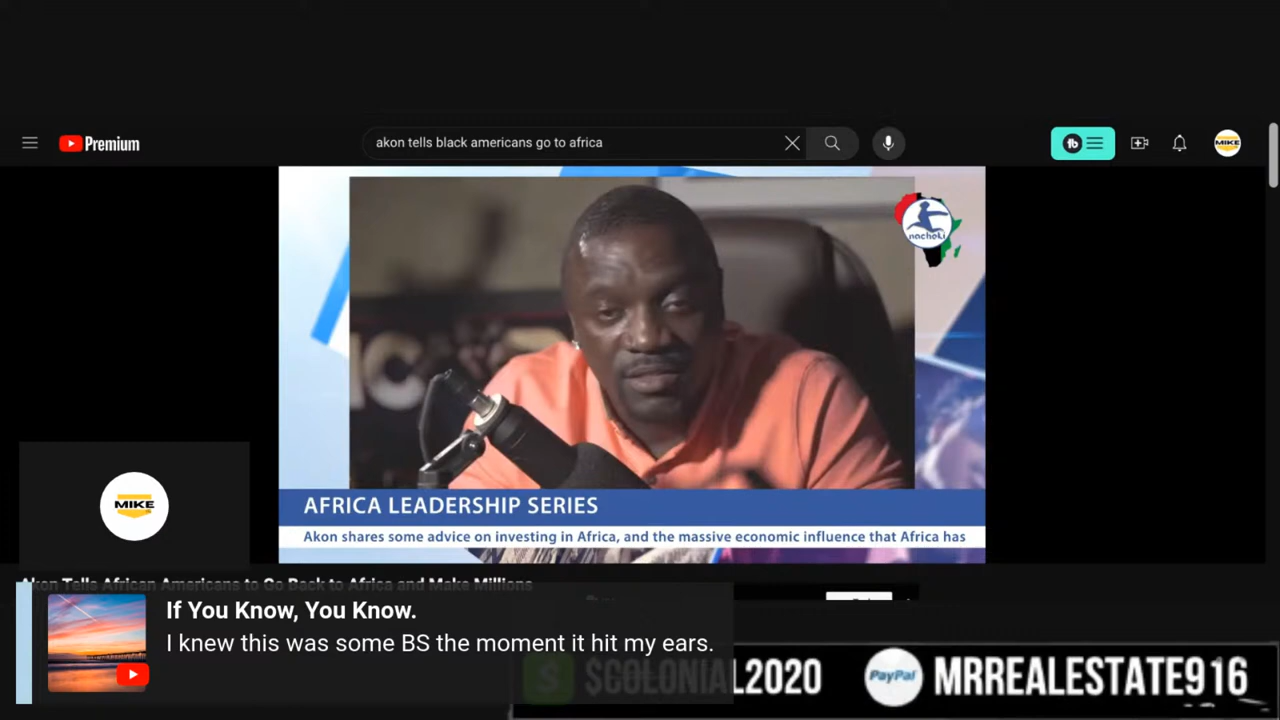 Premium
akon tells black americans go to africa
MIKE
nacheki
AFRICA LEADERSHIP SERIES
Akon shares some advice on investing in Africa, and the massive economic influence that Africa has
MIKE
Akon Tells African Americans to Go Back to Africa and Make Millions
If You Know, You Know.
I knew this was some BS the moment it hit my ears.
$COLONIAL2020
PayPal
MRREALESTATE916